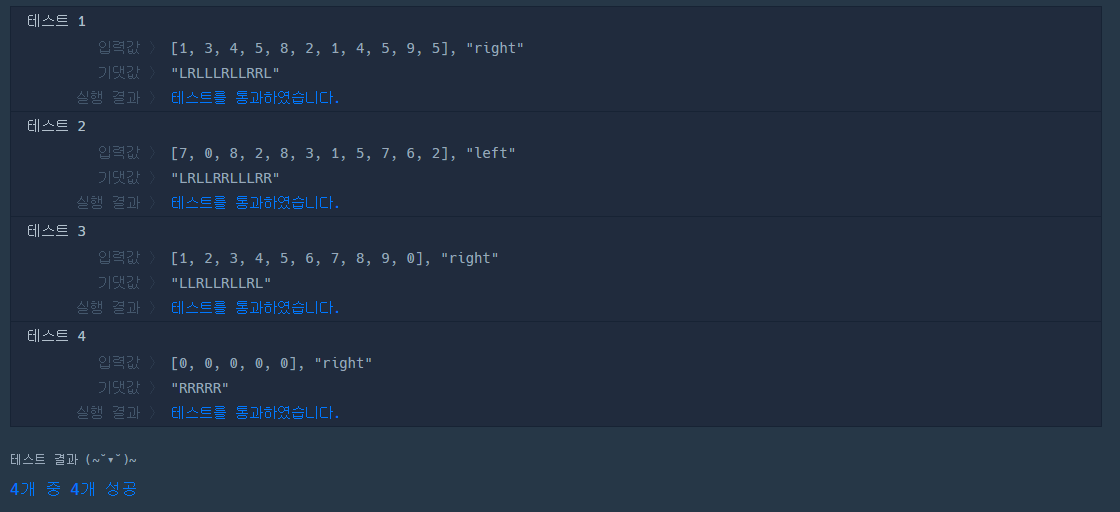 테스트 1
입력값 〉 [1, 3, 4, 5, 8, 2, 1, 4, 5, 9, 5], "right"
기댓값 〉 "LRLLLRLLRRL"
실행 결과 〉 테스트를 통과하였습니다.
테스트 2
입력값 〉 [7, 0, 8, 2, 8, 3, 1, 5, 7, 6, 2], "left"
기댓값 〉 "LRLLRRLLLRR"
실행 결과 〉 테스트를 통과하였습니다.
테스트 3
입력값 〉 [1, 2, 3, 4, 5, 6, 7, 8, 9, 0], "right"
기댓값 〉 "LLRLLRLLRL"
실행 결과 〉 테스트를 통과하였습니다.
테스트 4
입력값 〉 [0, 0, 0, 0, 0], "right"
기댓값 〉 "RRRRR"
실행 결과 〉 테스트를 통과하였습니다.
테스트 결과 (~˘▾˘)~
4개 중 4개 성공